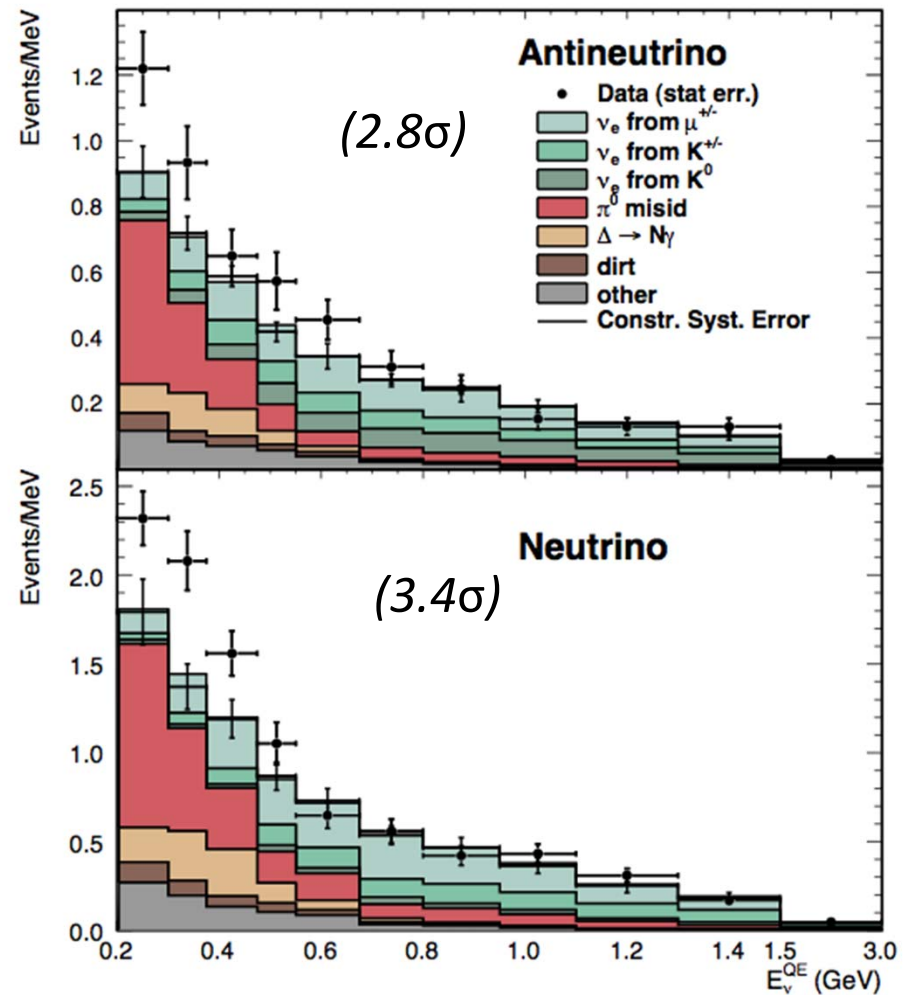 Events/MeV
Antineutrino
(2.8σ)
Data (stat err.)
νe from μ+/-
νe from K+/-
νe from K0
π0 misid
Δ → Nγ
dirt
other
Constr. Syst. Error
1.2
1.0
0.8
0.6
0.4
0.2
Events/MeV
Neutrino
(3.4σ)
2.5
2.0
1.5
1.0
0.5
0.0
0.2 0.4 0.6 0.8 1.0 1.2 1.4 1.5 3.0
EνQE (GeV)